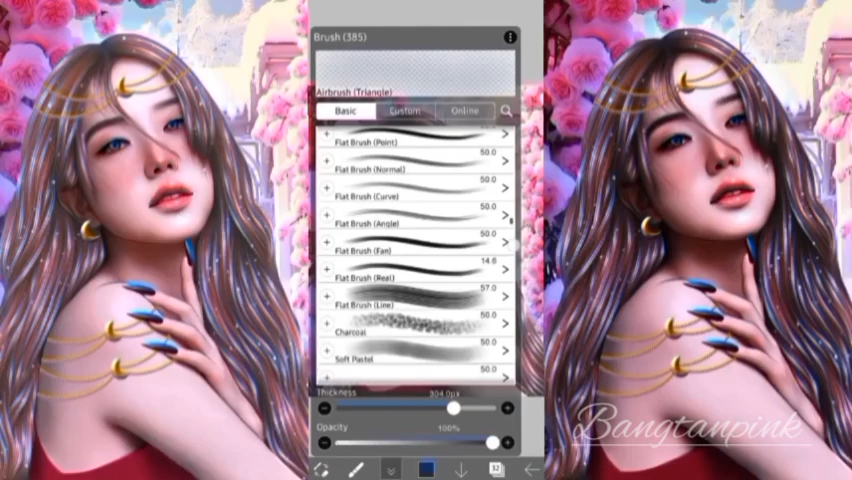 Brush (385)
Airbrush (Triangle)
Basic
Custom
Online
Flat Brush (Point)
50.0
Flat Brush (Normal)
50.0
Flat Brush (Curve)
50.0
Flat Brush (Angle)
50.0
Flat Brush (Fan)
14.6
Flat Brush (Real)
57.0
Flat Brush (Line)
50.0
Charcoal
50.0
Soft Pastel
50.0
Thickness 304.0px
Opacity 100%
32
Bangtanpink